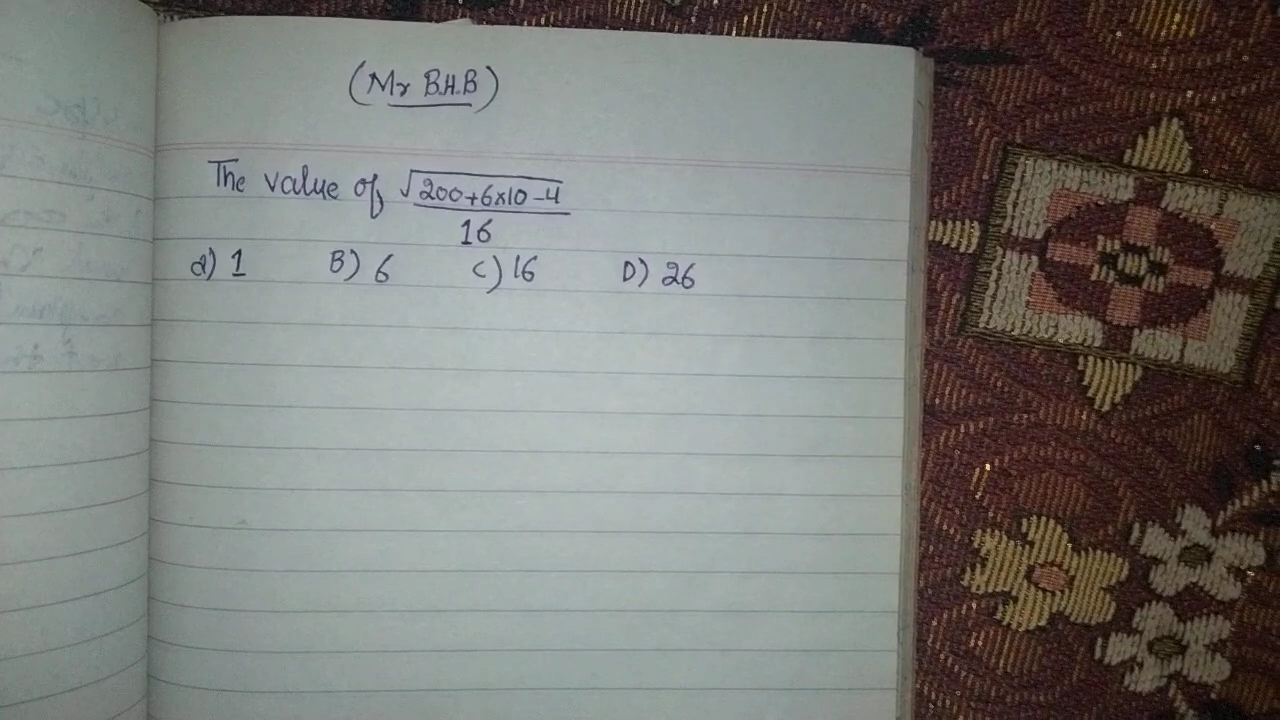 (Mr B.H.B)
The value of √200+6x10-4
16
a) 1 B) 6 C) 16 D) 26